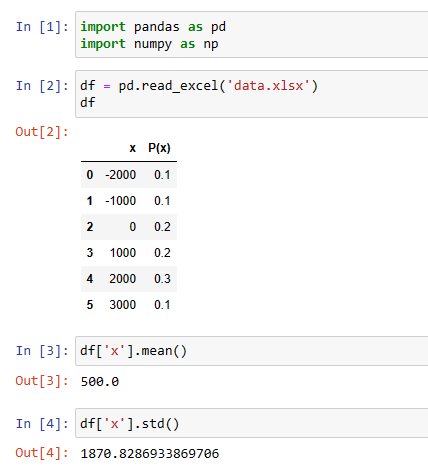 In [1]: import pandas as pd
import numpy as np
In [2]: df = pd.read_excel('data.xlsx')
df
Out[2]:
x P(x)
0 -2000 0.1
1 -1000 0.1
2 0 0.2
3 1000 0.2
4 2000 0.3
5 3000 0.1
In [3]: df['x'].mean()
Out[3]: 500.0
In [4]: df['x'].std()
Out[4]: 1870.8286933869706